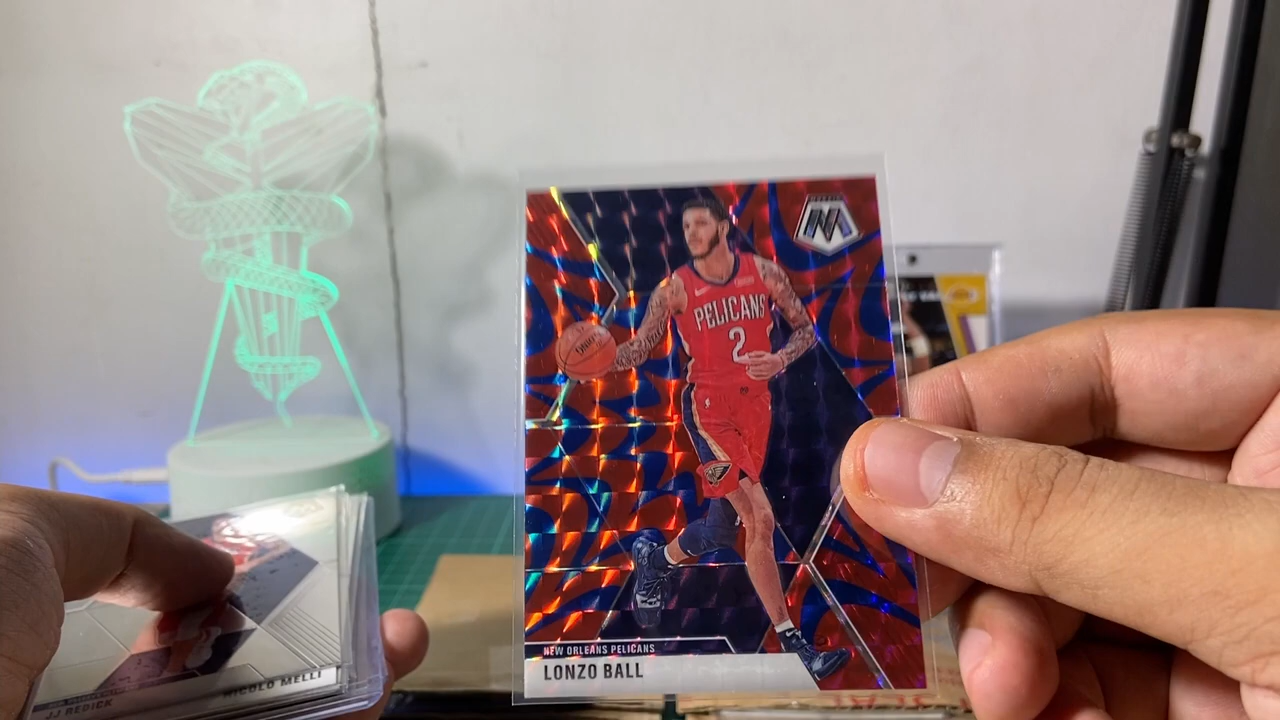 M
PELICANS
2
NEW ORLEANS PELICANS
LONZO BALL
NICOLO MELLI
JJ REDICK